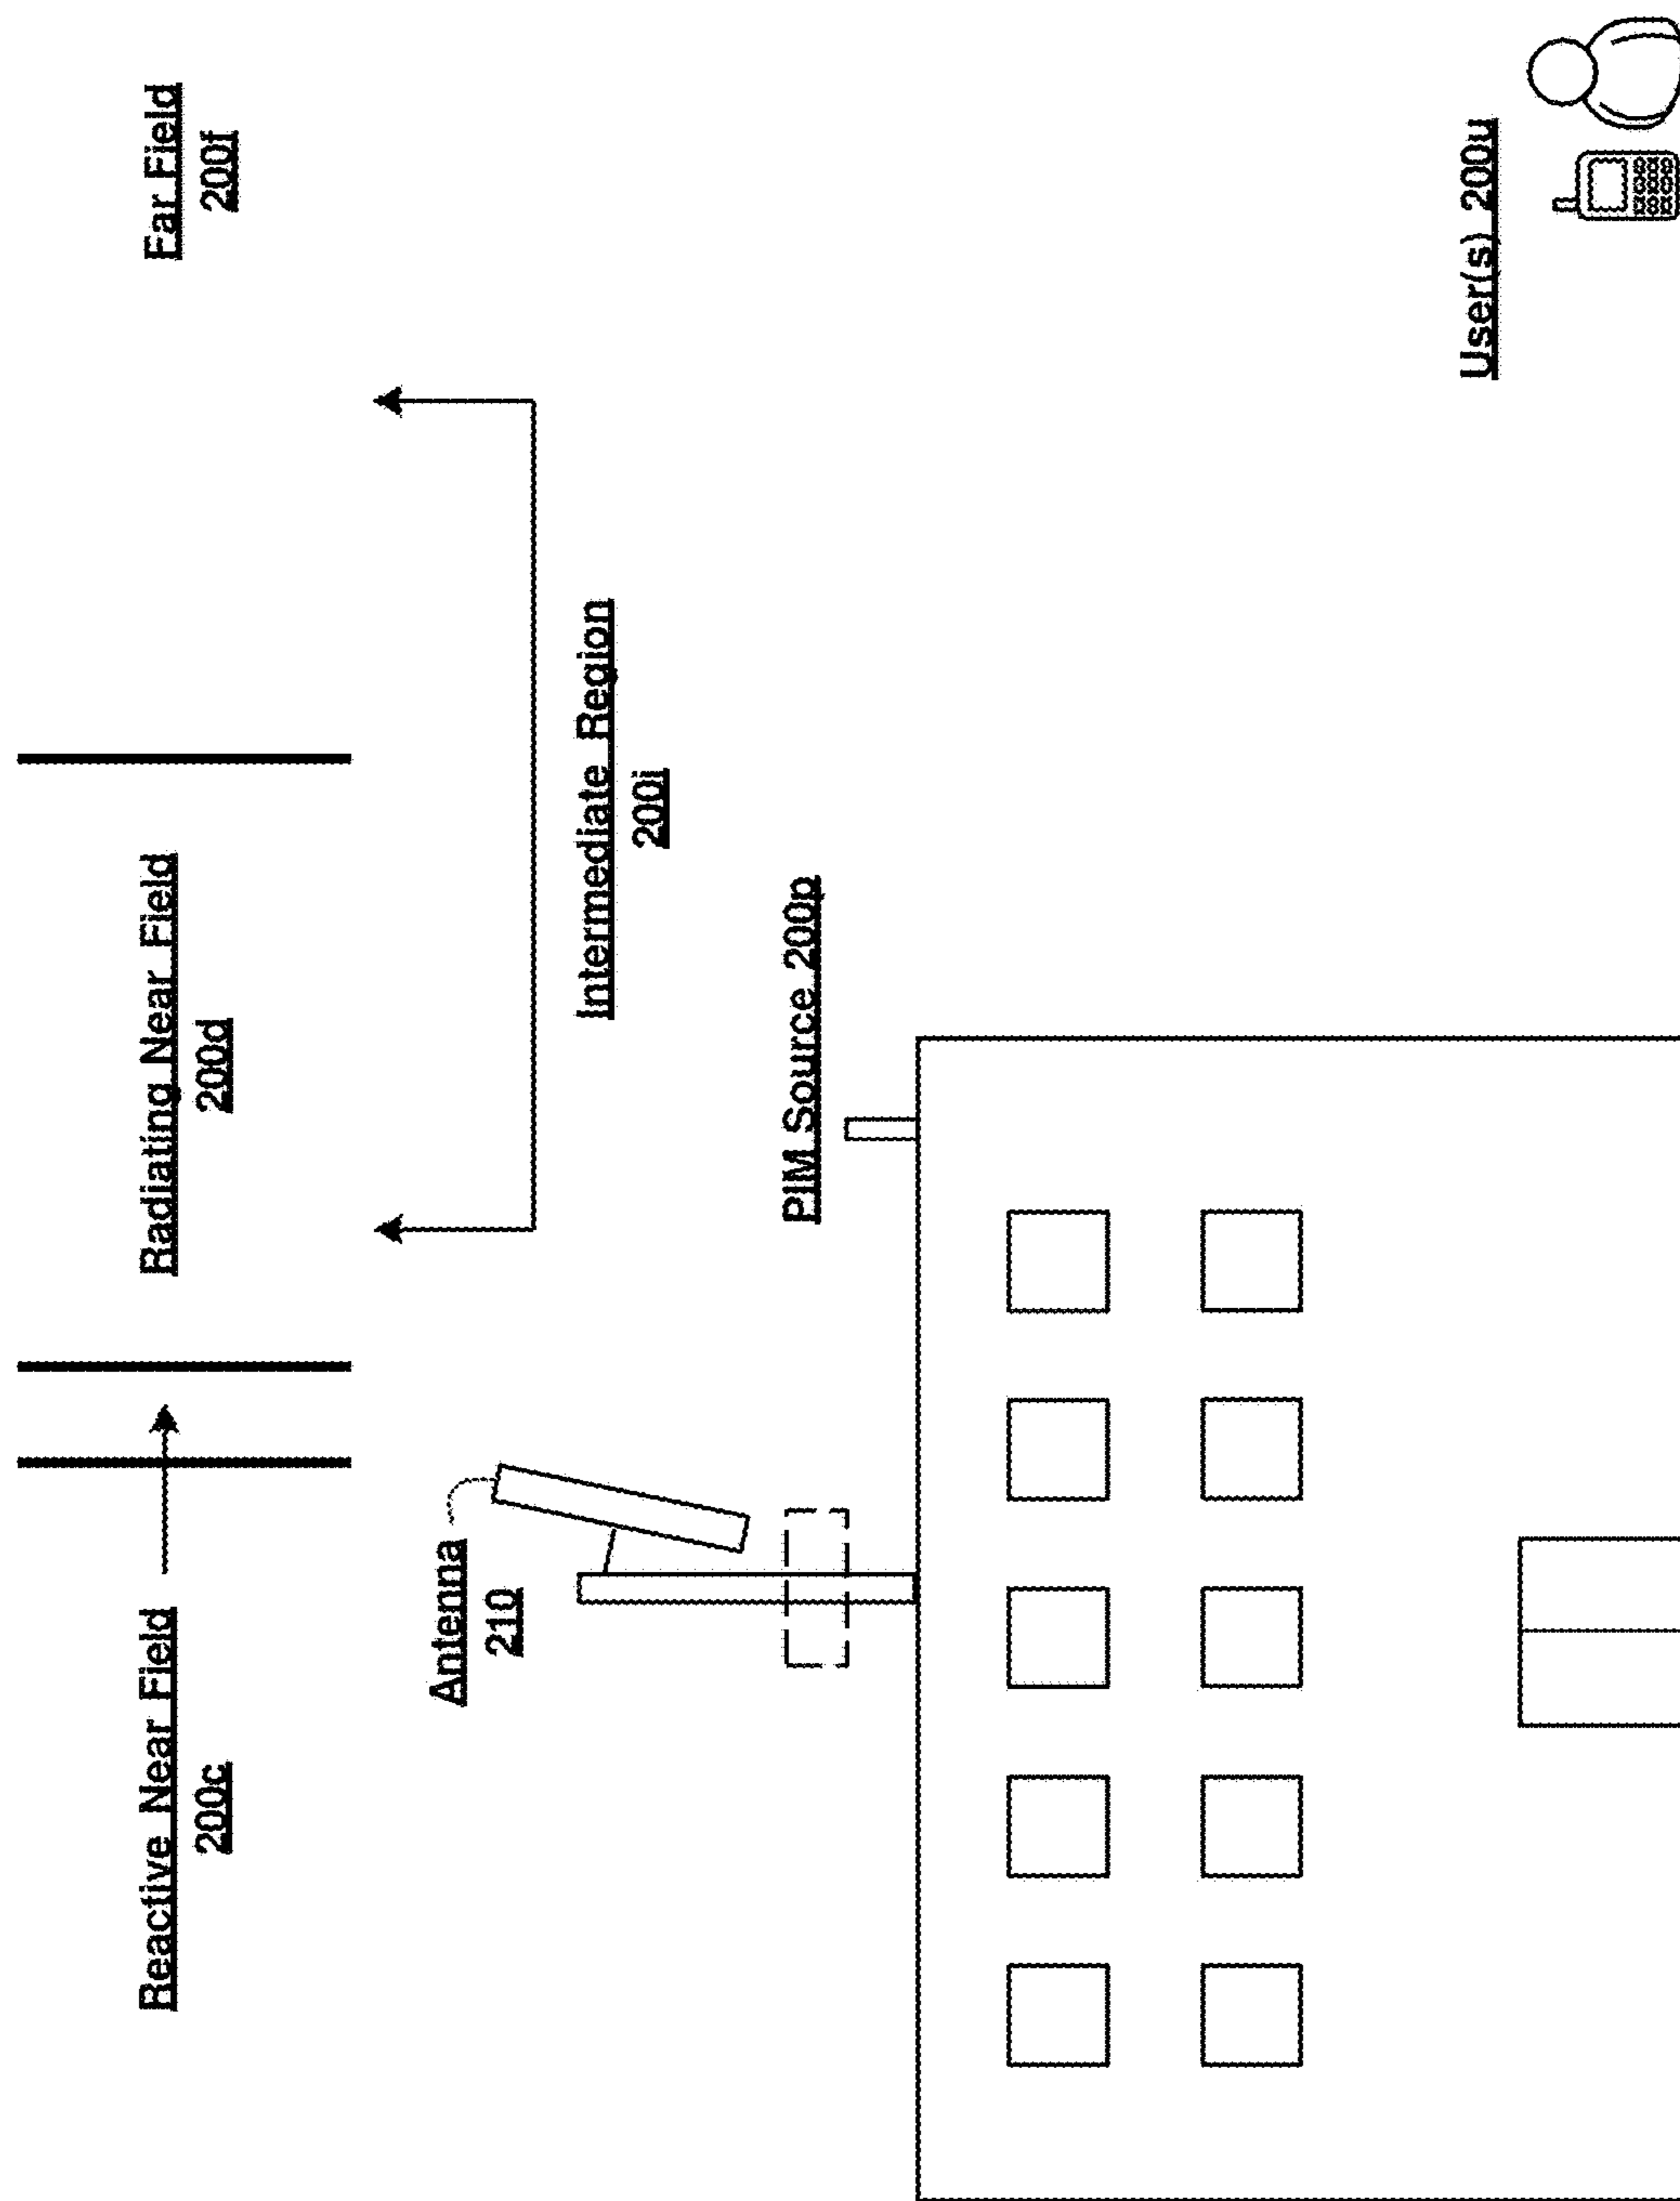 Reactive Near Field
200c
Radiating Near Field
200d
Far Field
200f
Antenna
210
Intermediate Region
200i
PIM Source 200p
User(s) 200u